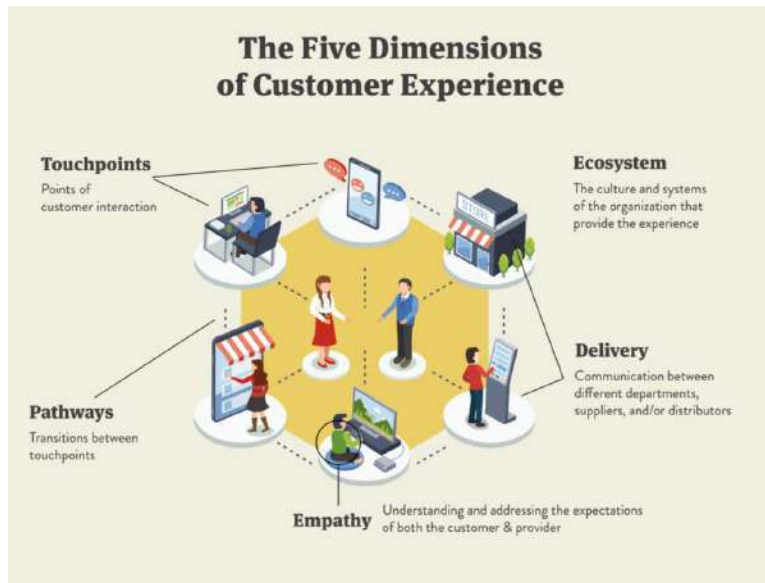 The Five Dimensions
of Customer Experience
Touchpoints
Points of
customer interaction
STORE
Ecosystem
The culture and systems
of the organization that
provide the experience
Delivery
Communication between
different departments,
suppliers, and/or distributors
Pathways
Transitions between
touchpoints
Empathy
Understanding and addressing the expectations
of both the customer & provider